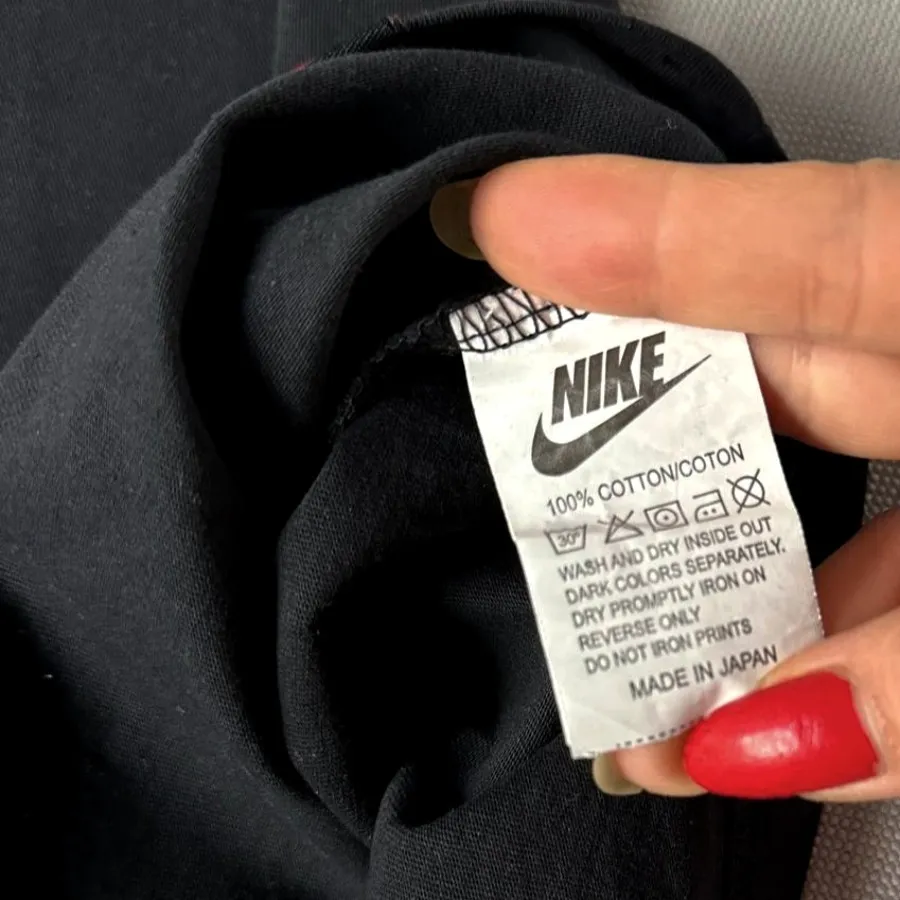 NIKE
100% COTTON/COTON
30°
WASH AND DRY INSIDE OUT
DARK COLORS SEPARATELY.
DRY PROMPTLY IRON ON
REVERSE ONLY
DO NOT IRON PRINTS
MADE IN JAPAN